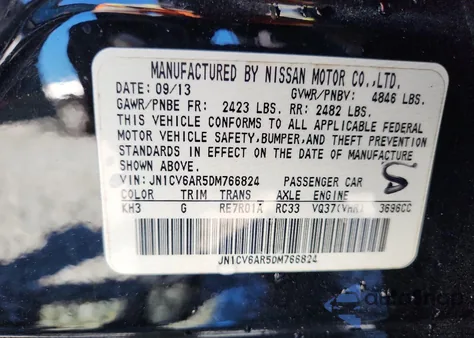 MANUFACTURED BY NISSAN MOTOR CO.,LTD.
DATE: 09/13 GVWR/PNBV: 4846 LBS.
GAWR/PNBE FR: 2423 LBS. RR: 2482 LBS.
THIS VEHICLE CONFORMS TO ALL APPLICABLE FEDERAL
MOTOR VEHICLE SAFETY, BUMPER, AND THEFT PREVENTION
STANDARDS IN EFFECT ON THE DATE OF MANUFACTURE
SHOWN ABOVE.
VIN: JN1CV6AR5DM766824 PASSENGER CAR
COLOR TRIM TRANS AXLE ENGINE
KH3 G RE7R01A RC33 VQ37(VHR) 3696CC
JN1CV6AR5DM766824